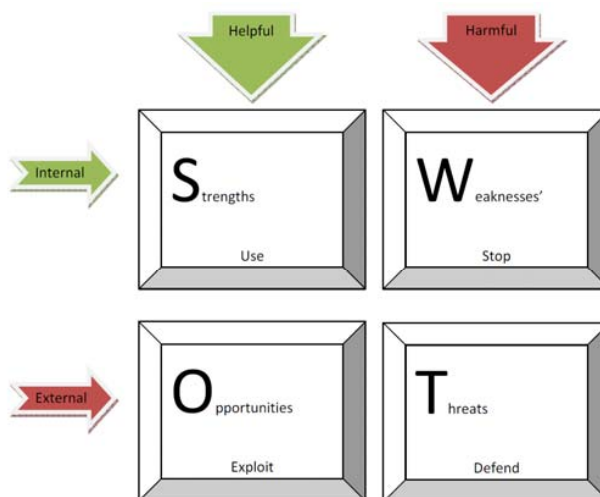 Helpful
Harmful
Internal
Strengths
Use
Weaknesses’
Stop
External
Opportunities
Exploit
Threats
Defend